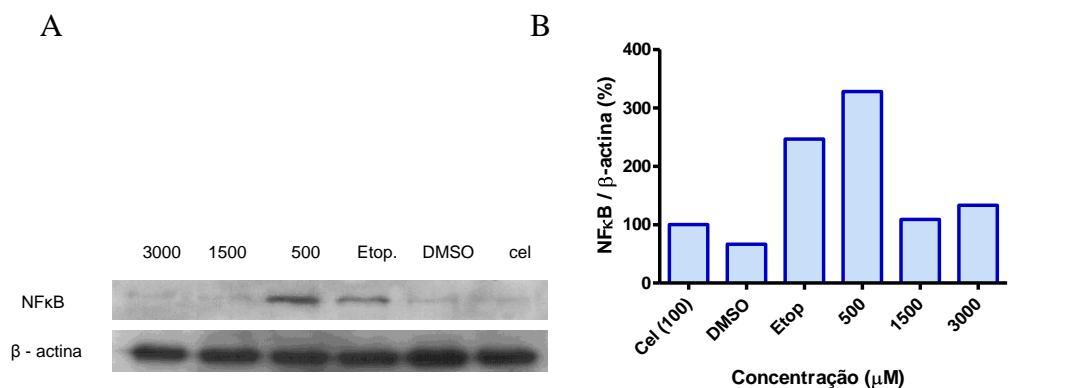 A
3000 1500 500 Etop. DMSO cel
NFκB
β - actina
B
NFκB / β-actina (%)
400
300
200
100
0
Cel (100) DMSO Etop 500 1500 3000
Concentração (μM)